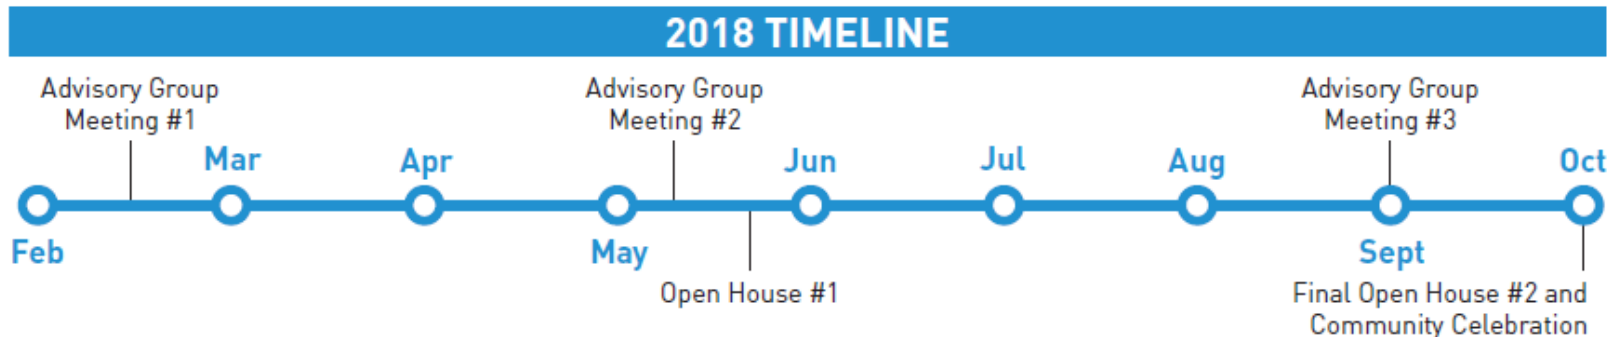 2018 TIMELINE
Advisory Group
Meeting #1
Advisory Group
Meeting #2
Advisory Group
Meeting #3
Mar
Apr
Jun
Jul
Aug
Oct
Feb
May
Sept
Open House #1
Final Open House #2 and
Community Celebration